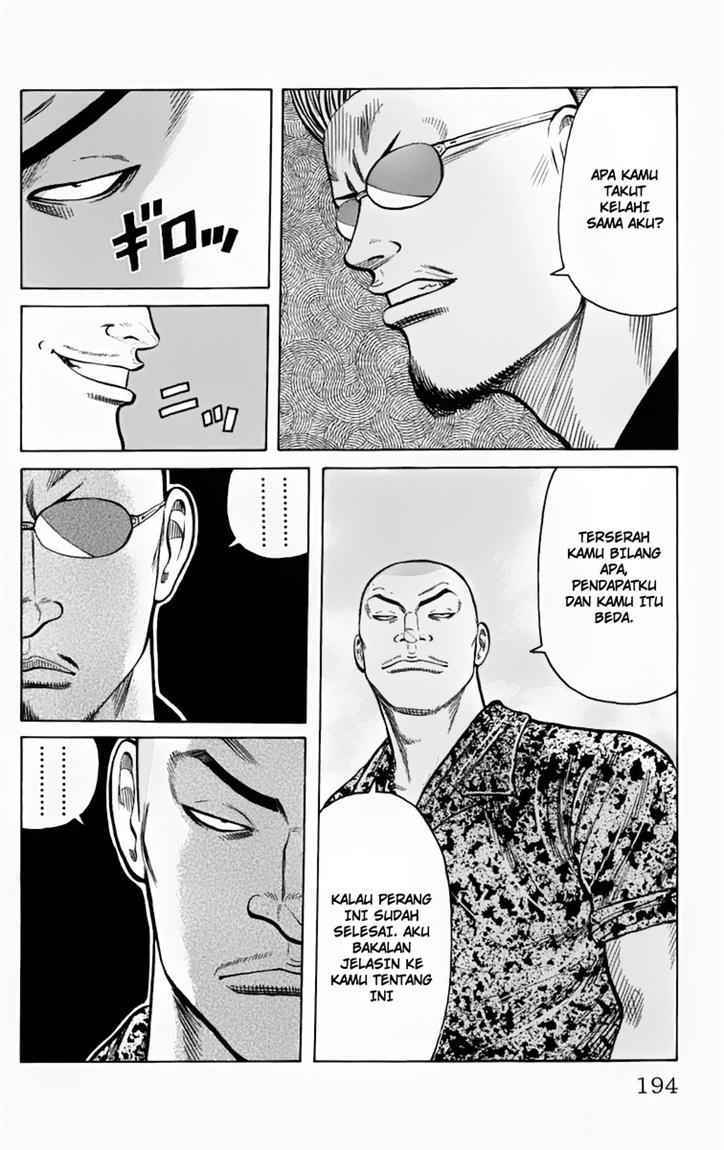 APA KAMU
TAKUT
KELAHI
SAMA AKU?
ギロッ
ニッ
TERSERAH
KAMU BILANG
APA,
PENDAPATKU
DAN KAMU ITU
BEDA.
KALAU PERANG
INI SUDAH
SELESAI. AKU
BAKALAN
JELASIN KE
KAMU TENTANG
INI
………
………
194